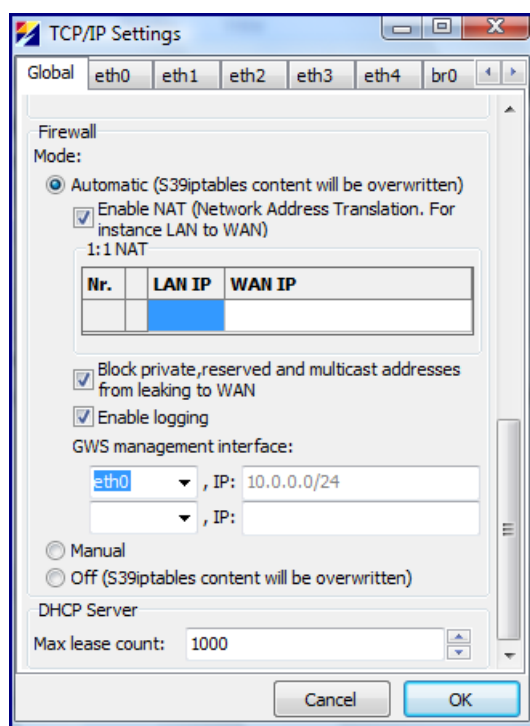 TCP/IP Settings
Global eth0 eth1 eth2 eth3 eth4 br0
Firewall
Mode:
Automatic (S39iptables content will be overwritten)
Enable NAT (Network Address Translation. For
instance LAN to WAN)
1:1 NAT
Nr. LAN IP WAN IP
Block private,reserved and multicast addresses
from leaking to WAN
Enable logging
GWS management interface:
eth0 , IP: 10.0.0.0/24
, IP:
Manual
Off (S39iptables content will be overwritten)
DHCP Server
Max lease count: 1000
Cancel OK